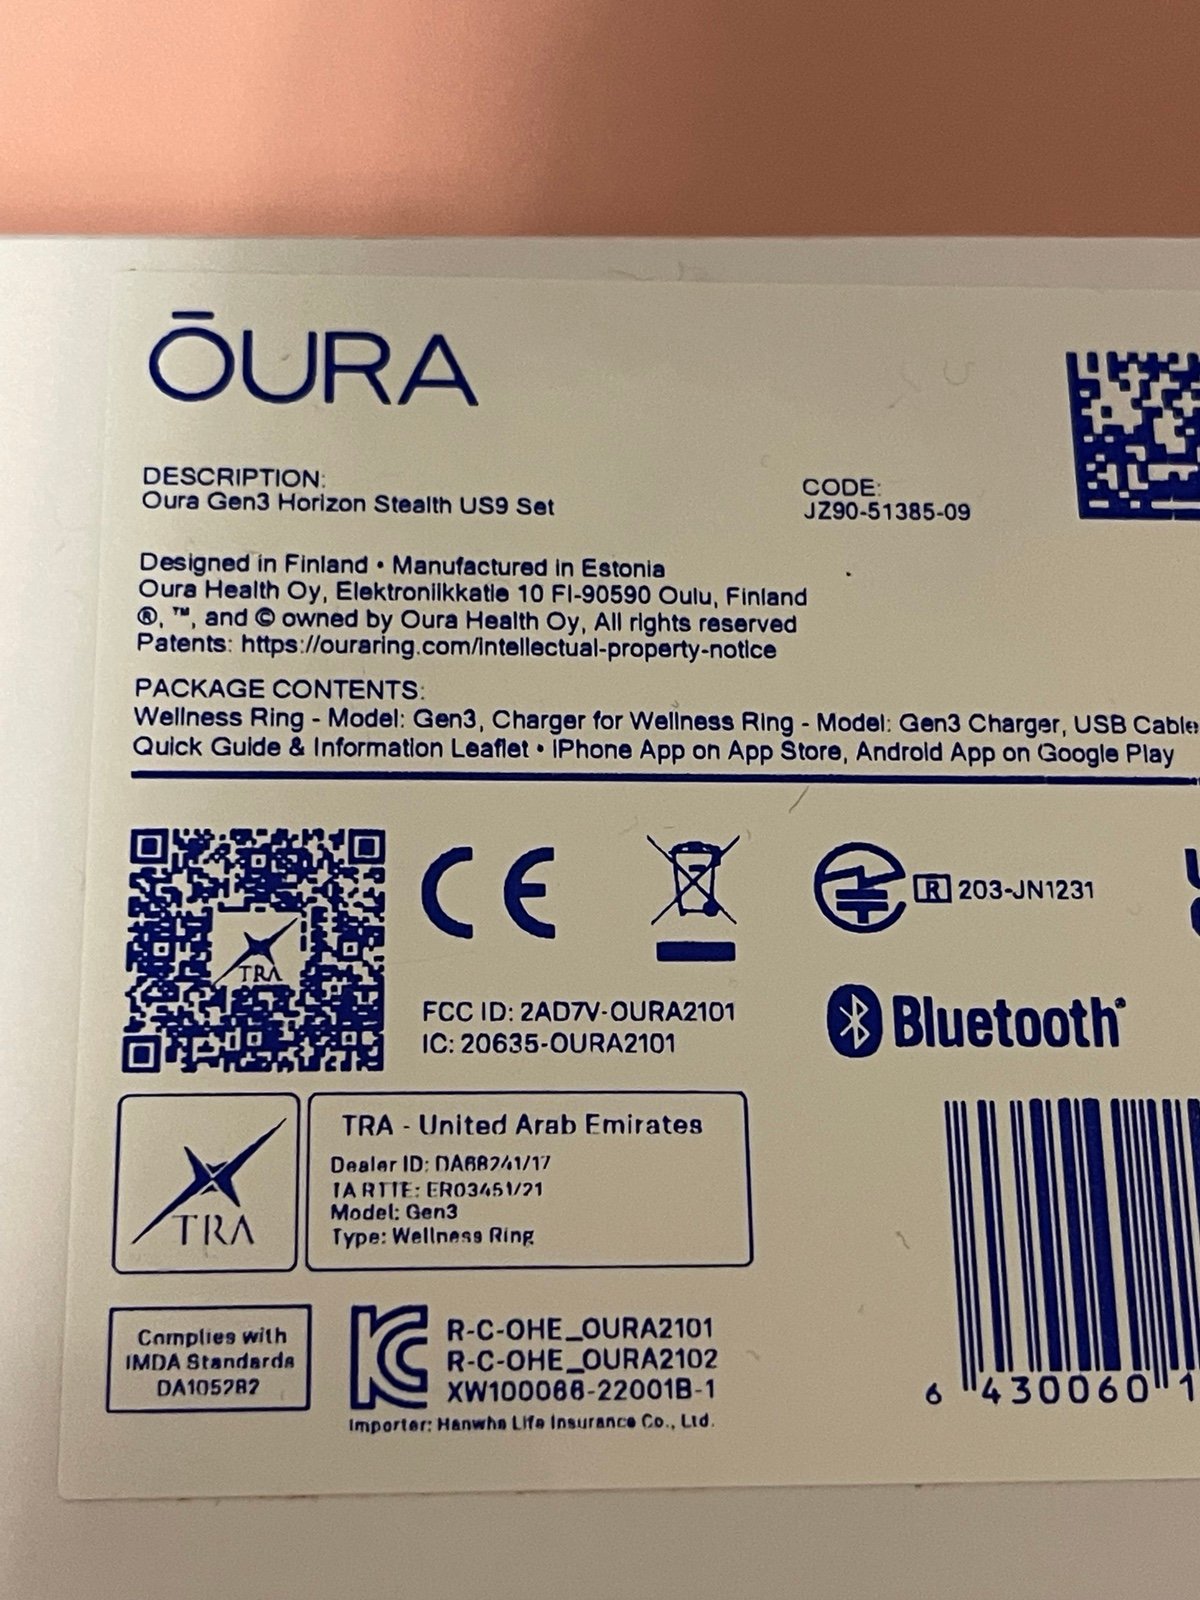 ŌURA
DESCRIPTION:
Oura Gen3 Horizon Stealth US9 Set
CODE:
JZ90-51385-09
Designed in Finland • Manufactured in Estonia
Oura Health Oy, Elektroniikkatie 10 FI-90590 Oulu, Finland
®, ™, and © owned by Oura Health Oy, All rights reserved
Patents: https://ouraring.com/intellectual-property-notice
PACKAGE CONTENTS:
Wellness Ring - Model: Gen3, Charger for Wellness Ring - Model: Gen3 Charger, USB Cable
Quick Guide & Information Leaflet • iPhone App on App Store, Android App on Google Play
TRA
CE
R 203-JN1231
FCC ID: 2AD7V-OURA2101
IC: 20635-OURA2101
Bluetooth®
TRA
TRA - United Arab Emirates
Dealer ID: DA68241/17
TA RTTE: ER03461/21
Model: Gen3
Type: Wellness Ring
Complies with
IMDA Standards
DA105282
KC
R-C-OHE_OURA2101
R-C-OHE_OURA2102
XW100068-22001B-1
Importer: Hanwha Life Insurance Co., Ltd.
6 430060 1